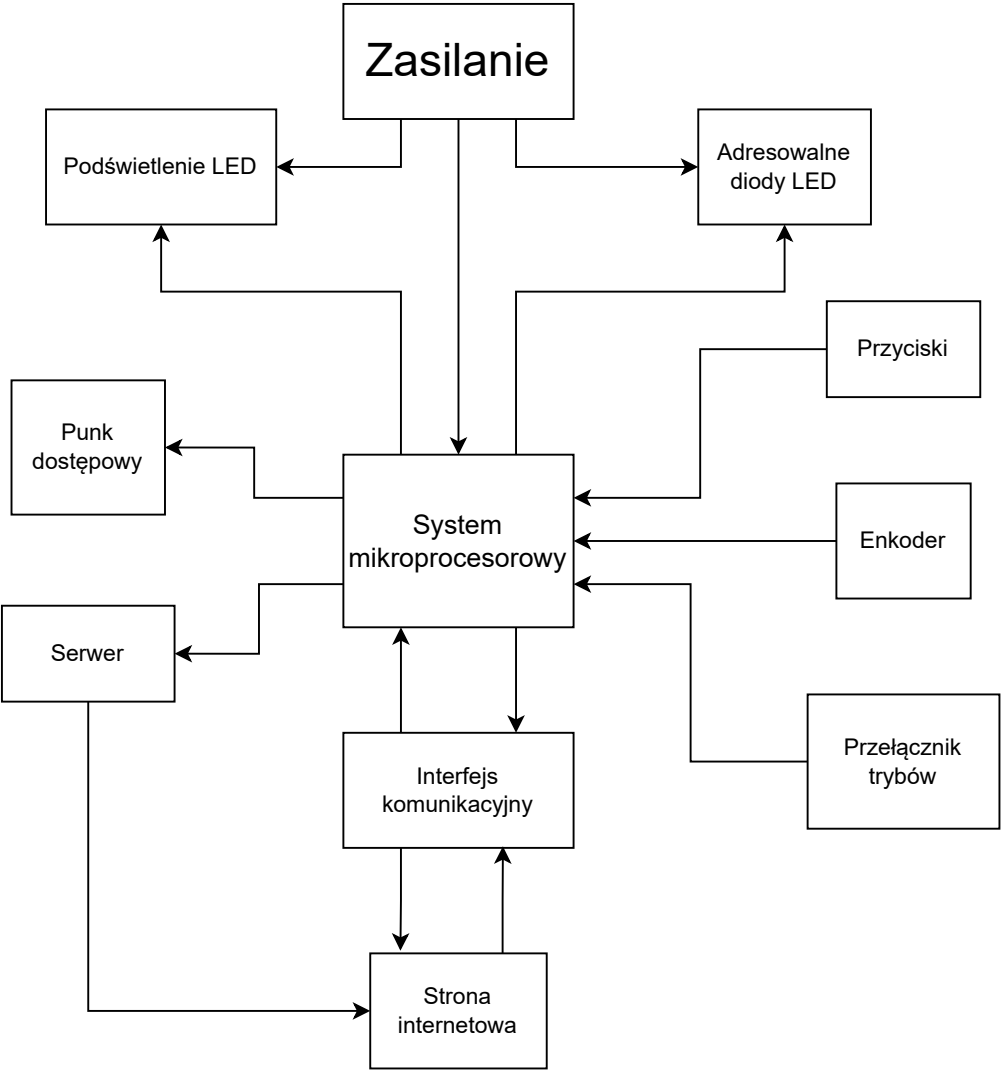 Zasilanie
Podświetlenie LED
Adresowalne
diody LED
Przyciski
Punk
dostępowy
System
mikroprocesorowy
Enkoder
Serwer
Przełącznik
trybów
Interfejs
komunikacyjny
Strona
internetowa